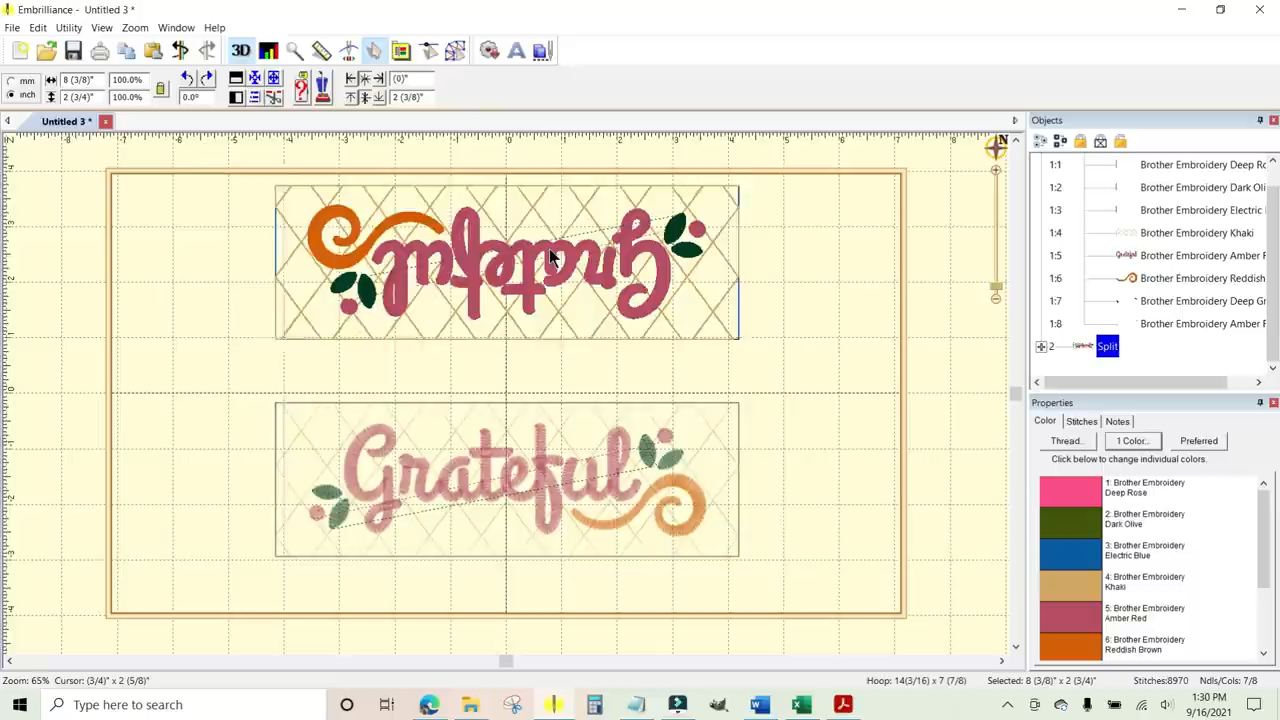 Embrilliance - Untitled 3 *
File Edit Utility View Zoom Window Help
3D
mm
inch
8 (3/8)" 100.0%
2 (3/4)" 100.0%
0.0°
(0)"
2 (3/8)"
Untitled 3 *
N
Grateful
Grateful
Objects
1:1 Brother Embroidery Deep Ro
1:2 Brother Embroidery Dark Oli
1:3 Brother Embroidery Electric
1:4 Brother Embroidery Khaki
1:5 Brother Embroidery Amber F
1:6 Brother Embroidery Reddish
1:7 Brother Embroidery Deep Gr
1:8 Brother Embroidery Amber F
2 Split
Properties
Color Stitches Notes
Thread... 1 Color... Preferred
Click below to change individual colors.
1: Brother Embroidery
Deep Rose
2: Brother Embroidery
Dark Olive
3: Brother Embroidery
Electric Blue
4: Brother Embroidery
Khaki
5: Brother Embroidery
Amber Red
6: Brother Embroidery
Reddish Brown
Zoom: 65% Cursor: (3/4)" x 2 (5/8)" Hoop: 14(3/16) x 7 (7/8) Selected: 8 (3/8)" x 2 (3/4)" Stitches:8970 Ndls/Cols: 7/8
Type here to search
1:30 PM
9/16/2021